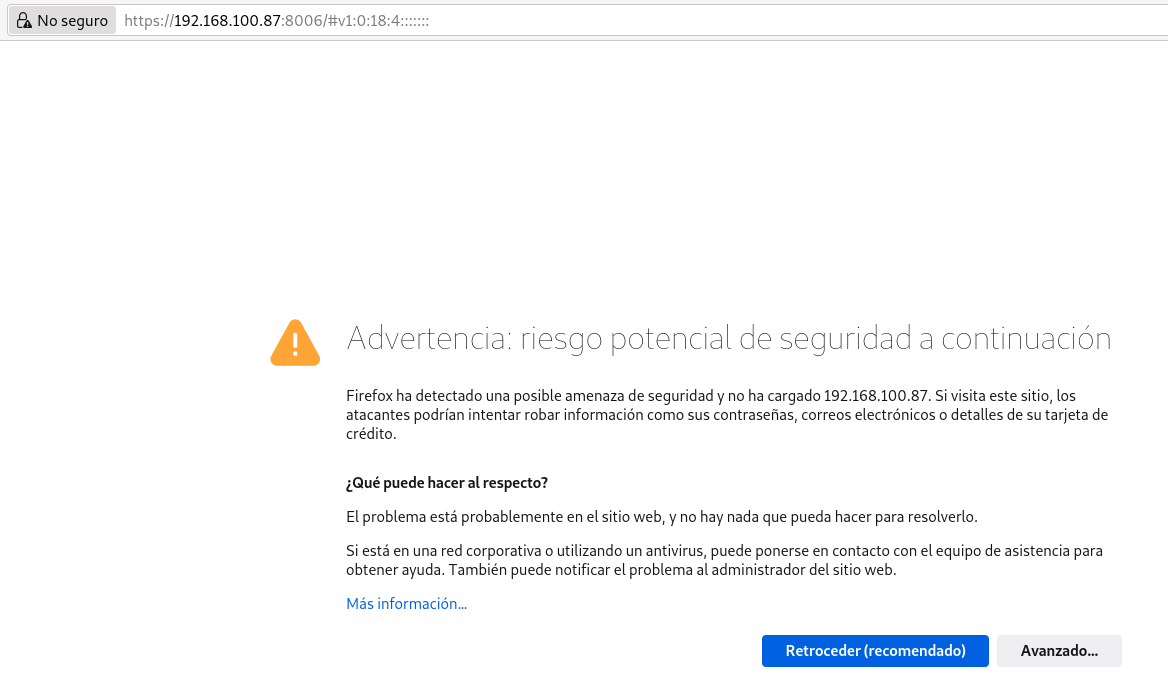 No seguro https://192.168.100.87:8006/#v1:0:18:4:::::::
Advertencia: riesgo potencial de seguridad a continuación
Firefox ha detectado una posible amenaza de seguridad y no ha cargado 192.168.100.87. Si visita este sitio, los
atacantes podrían intentar robar información como sus contraseñas, correos electrónicos o detalles de su tarjeta de
crédito.
¿Qué puede hacer al respecto?
El problema está probablemente en el sitio web, y no hay nada que pueda hacer para resolverlo.
Si está en una red corporativa o utilizando un antivirus, puede ponerse en contacto con el equipo de asistencia para
obtener ayuda. También puede notificar el problema al administrador del sitio web.
Más información...
Retroceder (recomendado) Avanzado...